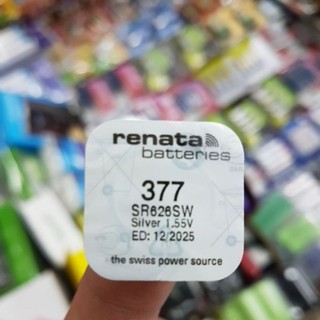 renata
batteries
377
SR626SW
Silver 1.55V
ED: 12/2025
the swiss power source